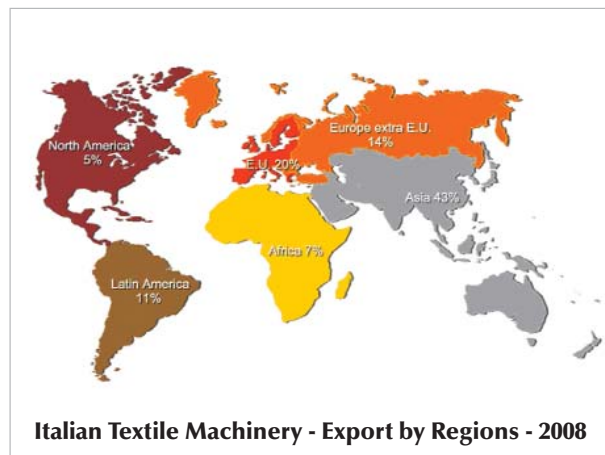 North America
5%
Europe extra E.U.
14%
E.U. 20%
Asia 43%
Africa 7%
Latin America
11%
Italian Textile Machinery - Export by Regions - 2008